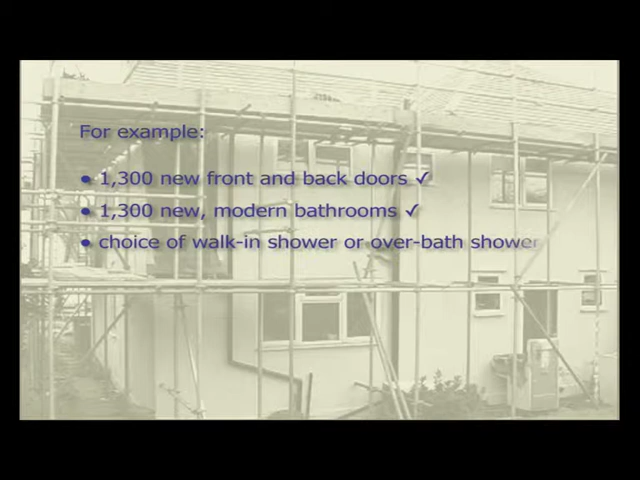 For example:
• 1,300 new front and back doors ✓
• 1,300 new, modern bathrooms ✓
• choice of walk-in shower or over-bath shower